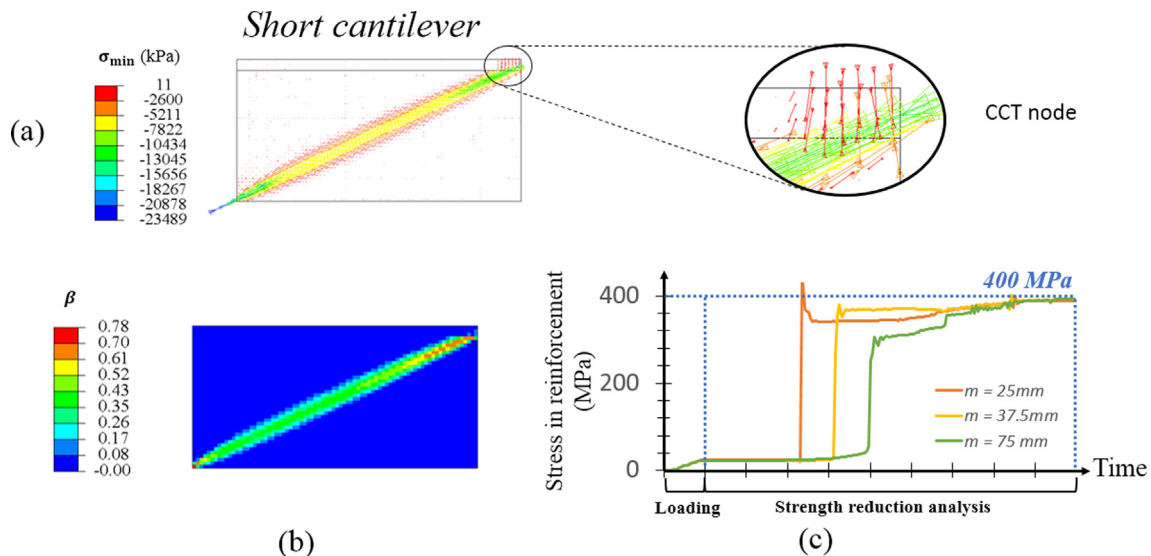 Short cantilever
σmin (kPa)
11
-2600
-5211
-7822
-10434
-13045
-15656
-18267
-20878
-23489
(a)
CCT node
β
0.78
0.70
0.61
0.52
0.43
0.35
0.26
0.17
0.08
-0.00
(b)
Stress in reinforcement
(MPa)
400
200
0
400 MPa
m = 25mm
m = 37.5mm
m = 75 mm
Time
Loading
Strength reduction analysis
(c)